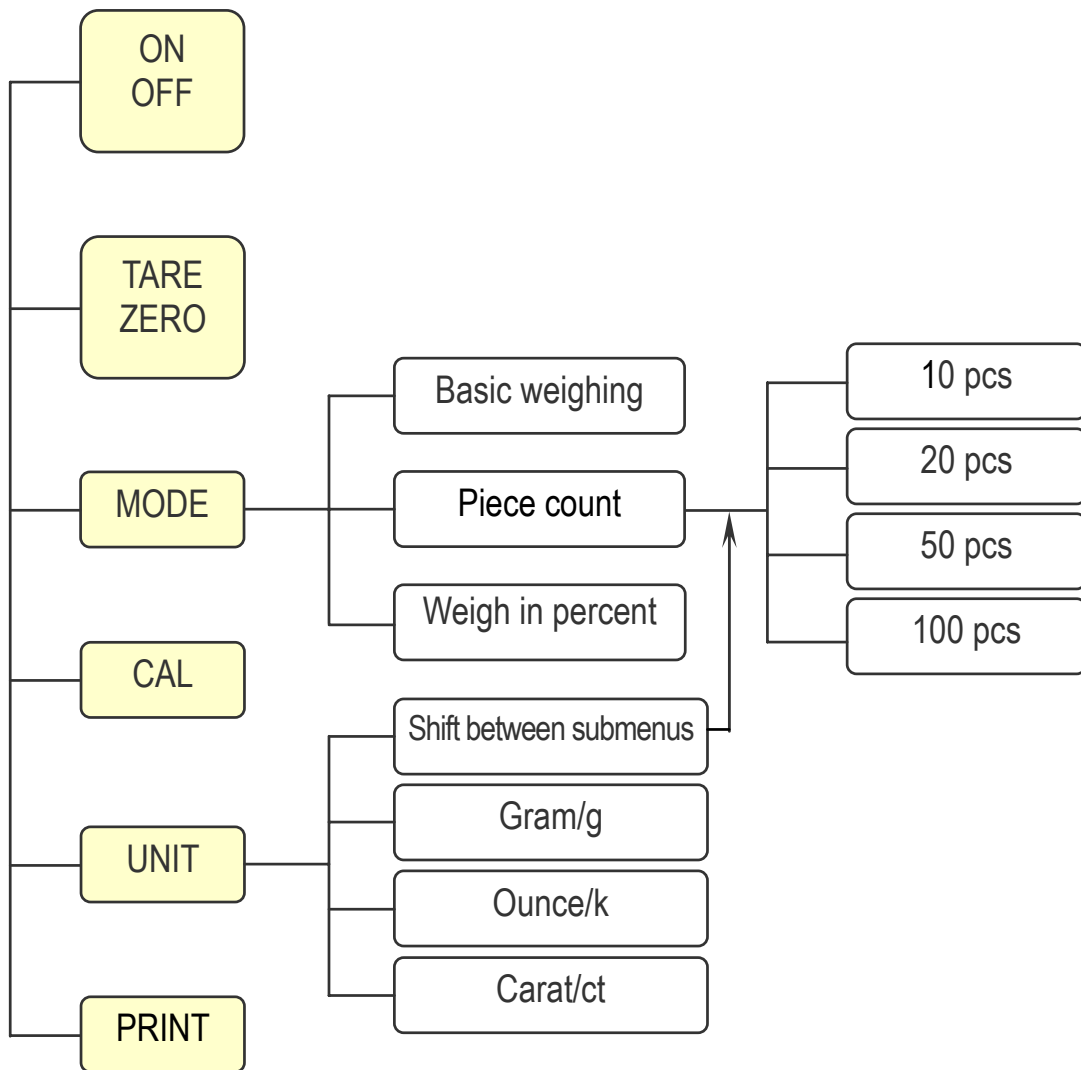 ON
OFF
TARE
ZERO
MODE
CAL
UNIT
PRINT
Basic weighing
Piece count
Weigh in percent
Shift between submenus
Gram/g
Ounce/k
Carat/ct
10 pcs
20 pcs
50 pcs
100 pcs